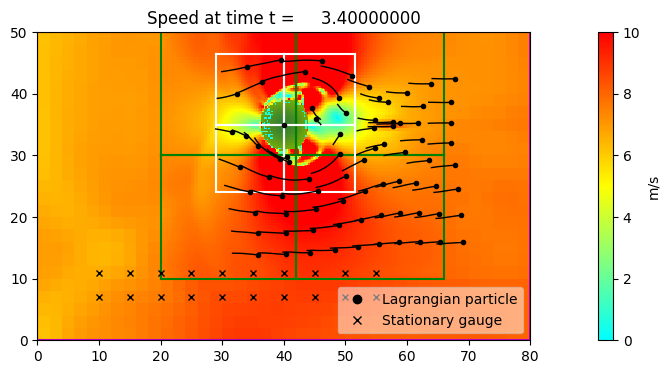 Speed at time t =     3.40000000
50
40
30
20
10
0
0 10 20 30 40 50 60 70 80
10
8
6
4
2
0
m/s
Lagrangian particle
Stationary gauge